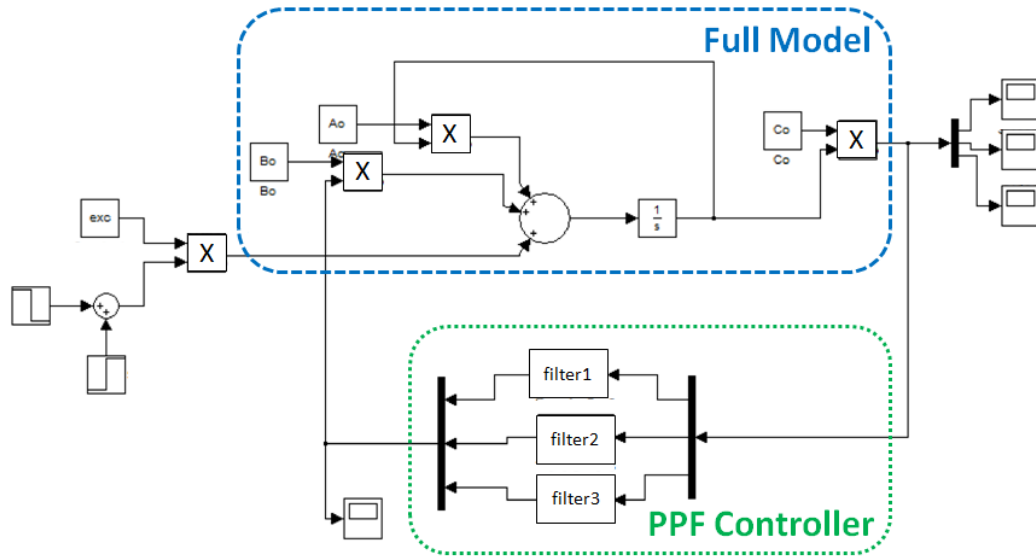 Full Model
Ao
Ao
X
Co
Co
X
Bo
Bo
X
exc
X
+
+
+
1
s
+
+
filter1
filter2
filter3
PPF Controller